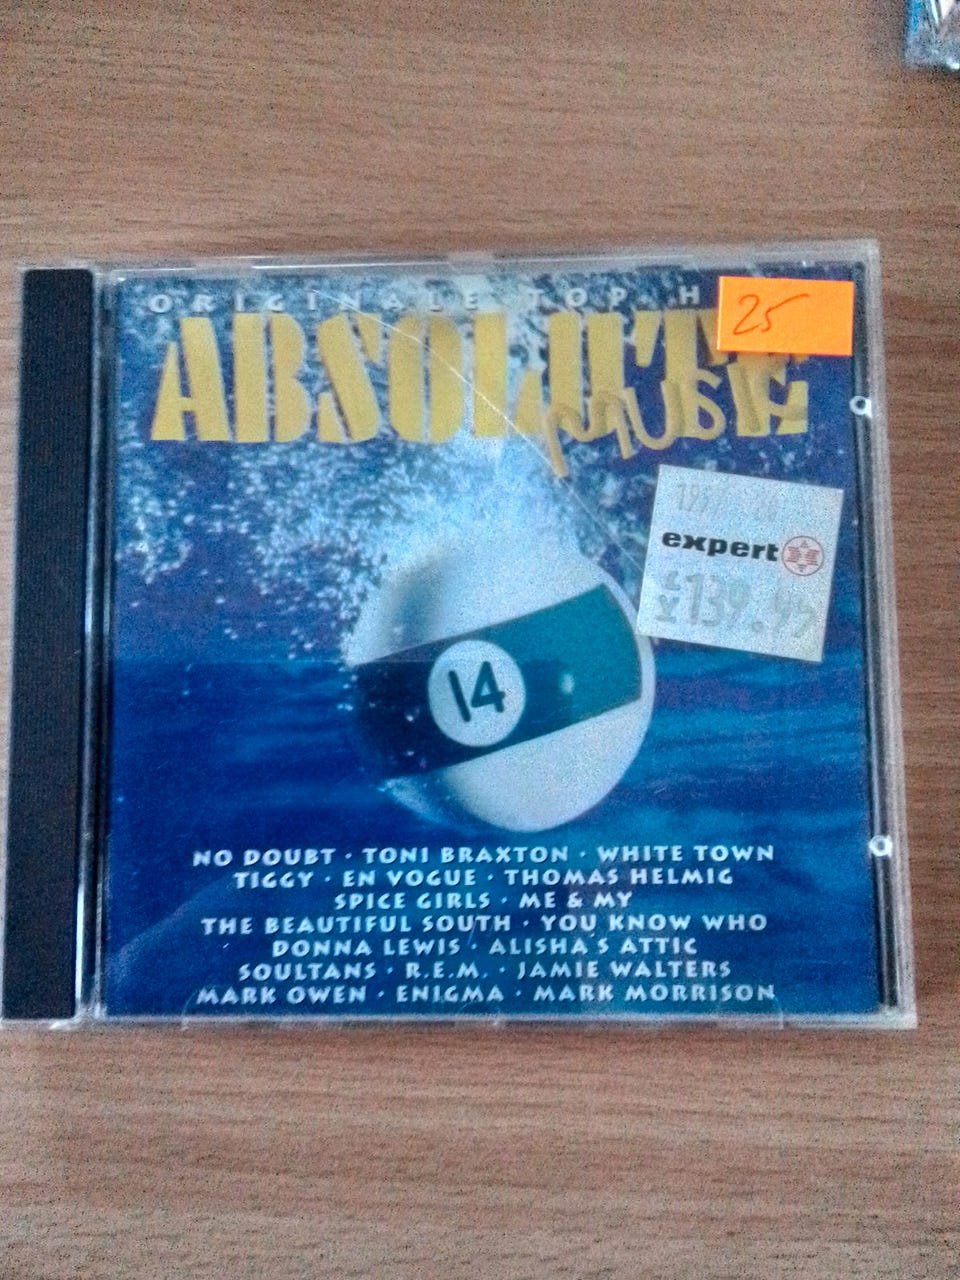 ORIGINALE TOP H
25
ABSOLUTE
MUSIC
expert
139.95
14
NO DOUBT · TONI BRAXTON · WHITE TOWN
TIGGY · EN VOGUE · THOMAS HELMIG
SPICE GIRLS · ME & MY
THE BEAUTIFUL SOUTH · YOU KNOW WHO
DONNA LEWIS · ALISHA'S ATTIC
SOULTANS · R.E.M. · JAMIE WALTERS
MARK OWEN · ENIGMA · MARK MORRISON